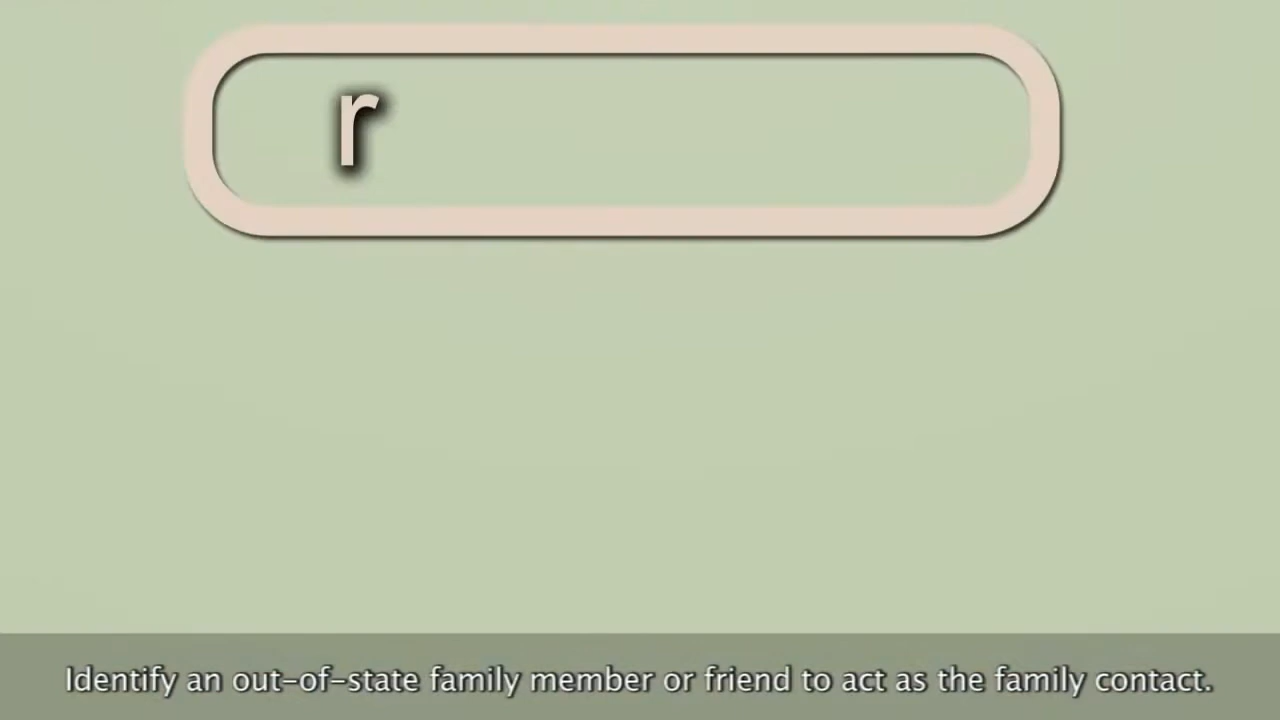 r
Identify an out-of-state family member or friend to act as the family contact.